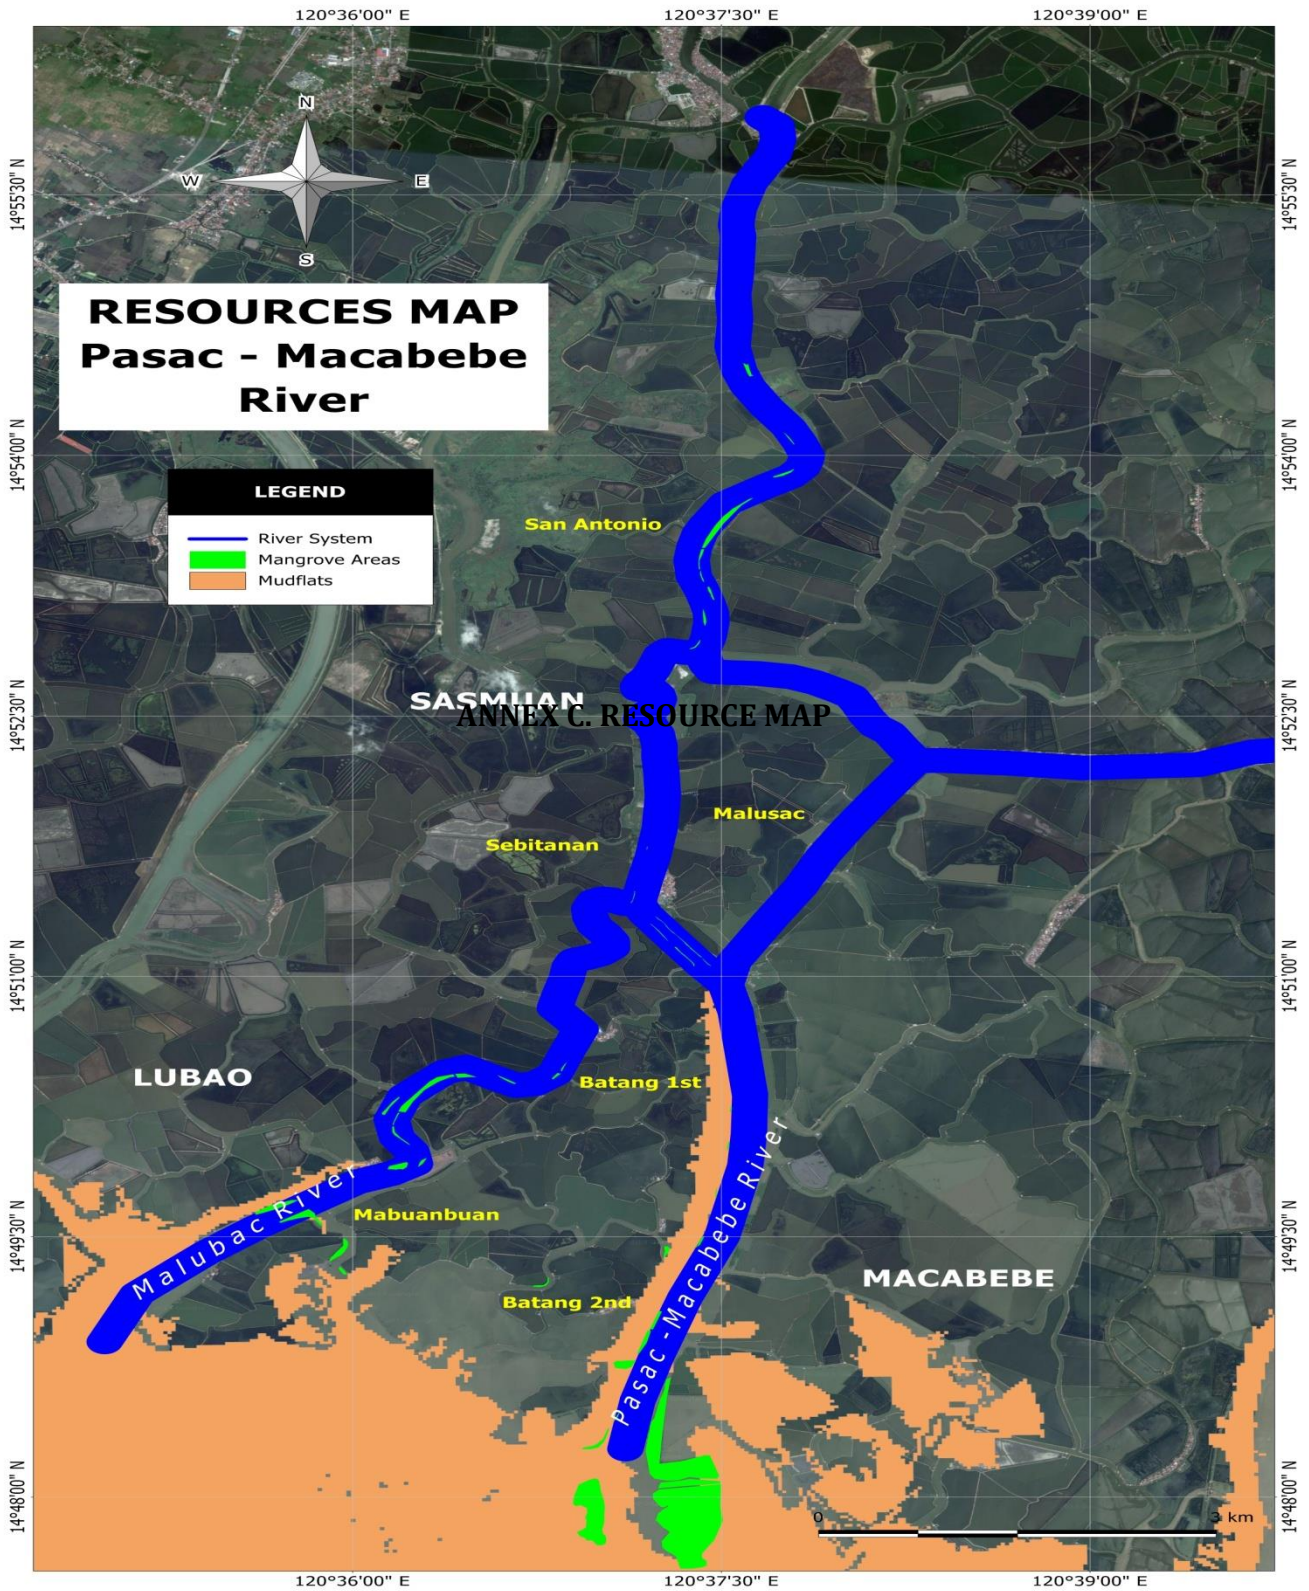 120°36'00" E
120°37'30" E
120°39'00" E
N
W
E
S
14°55'30" N
14°55'30" N
RESOURCES MAP
Pasac - Macabebe
River
14°54'00" N
14°54'00" N
LEGEND
River System
Mangrove Areas
Mudflats
San Antonio
SASMUAN
ANNEX C. RESOURCE MAP
14°52'30" N
14°52'30" N
Malusac
Sebitanan
14°51'00" N
14°51'00" N
LUBAO
Batang 1st
Malubac River
Mabuanbuan
Pasac - Macabebe River
14°49'30" N
14°49'30" N
MACABEBE
Batang 2nd
14°48'00" N
14°48'00" N
0
3 km
120°36'00" E
120°37'30" E
120°39'00" E